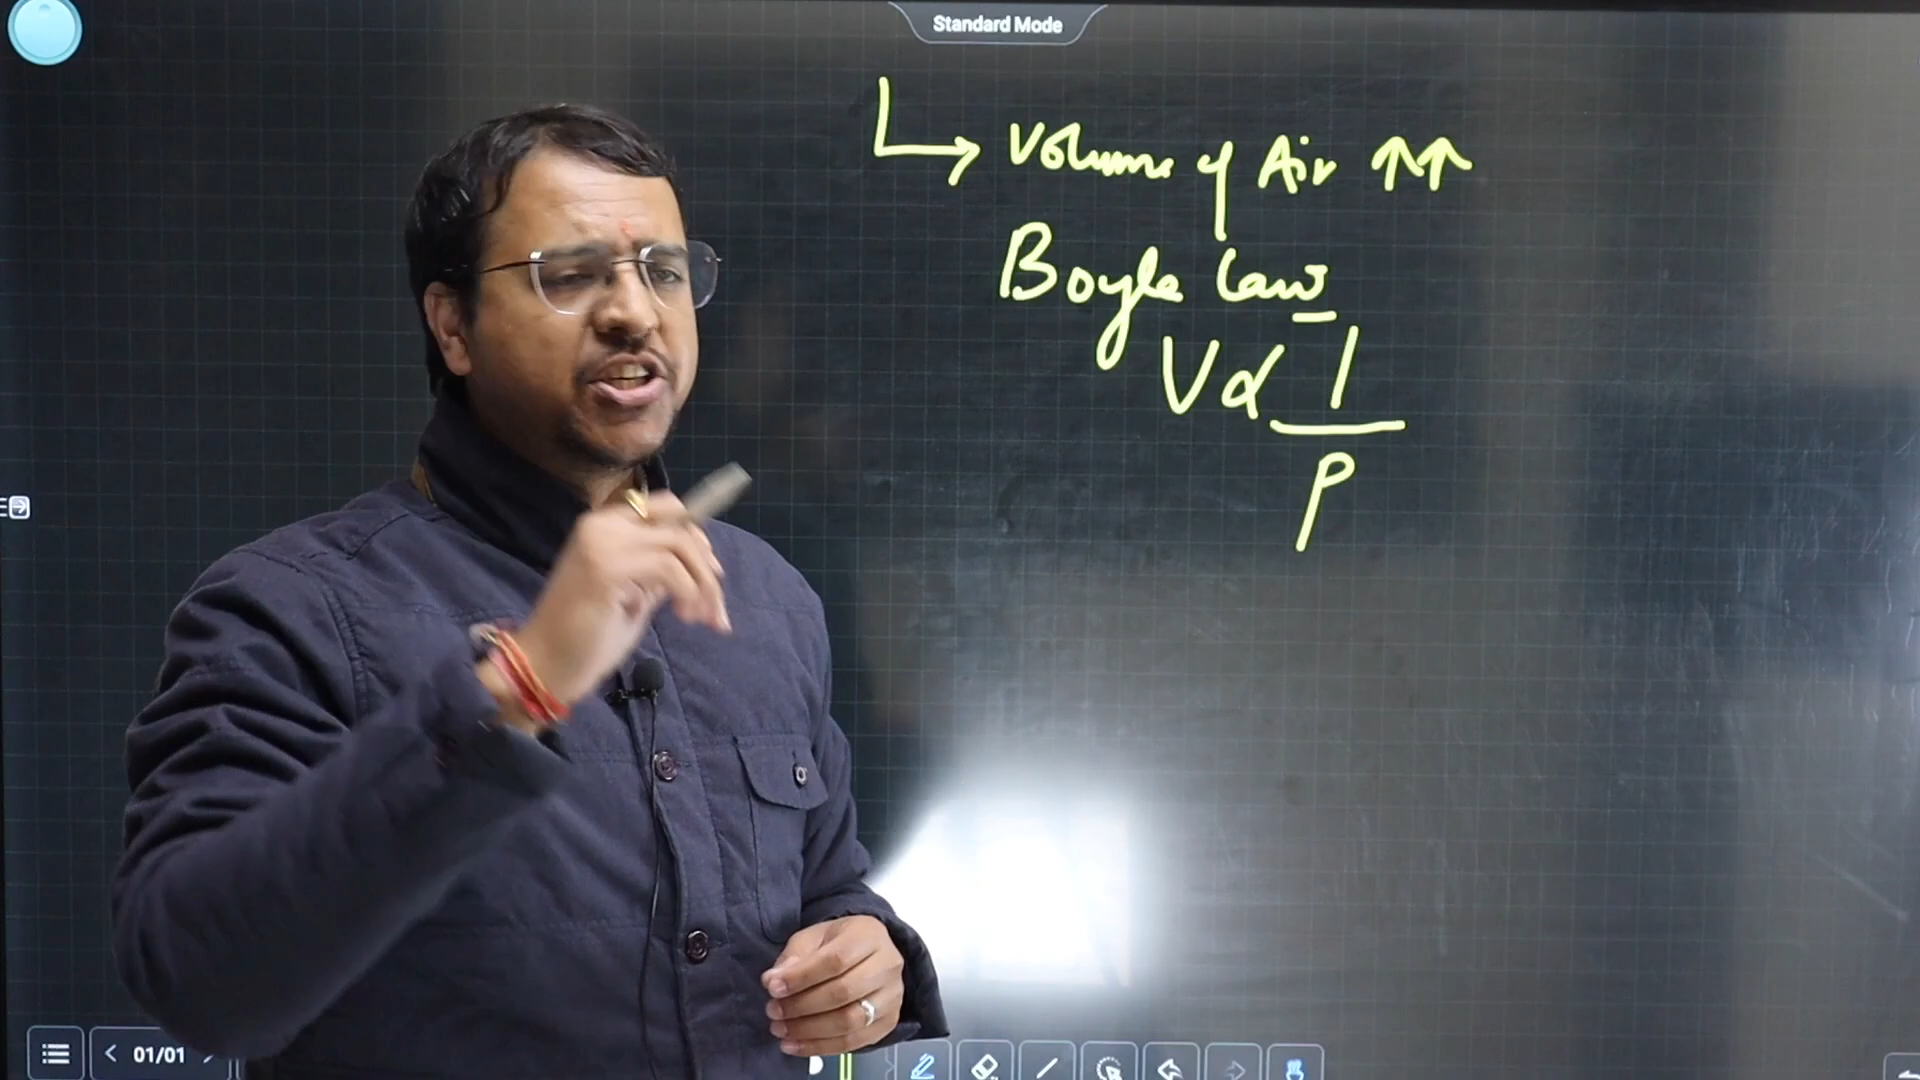 Standard Mode
Volume of Air ↑↑
Boyle Law
V ∝ 1
P
01/01